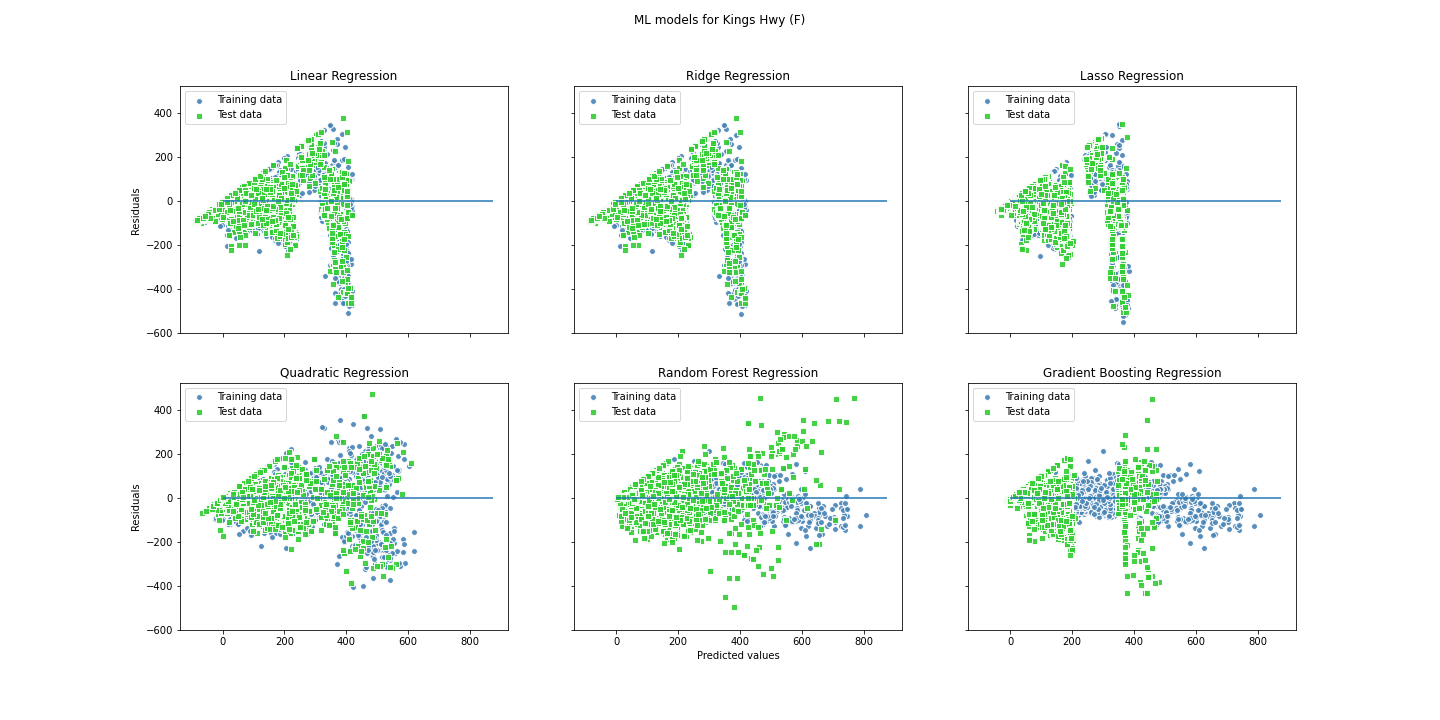 ML models for Kings Hwy (F)
Linear Regression
Ridge Regression
Lasso Regression
Training data
Test data
Training data
Test data
Training data
Test data
400
200
0
−200
−400
−600
Residuals
Quadratic Regression
Random Forest Regression
Gradient Boosting Regression
Training data
Test data
Training data
Test data
Training data
Test data
400
200
0
−200
−400
−600
Residuals
0 200 400 600 800
0 200 400 600 800
0 200 400 600 800
Predicted values